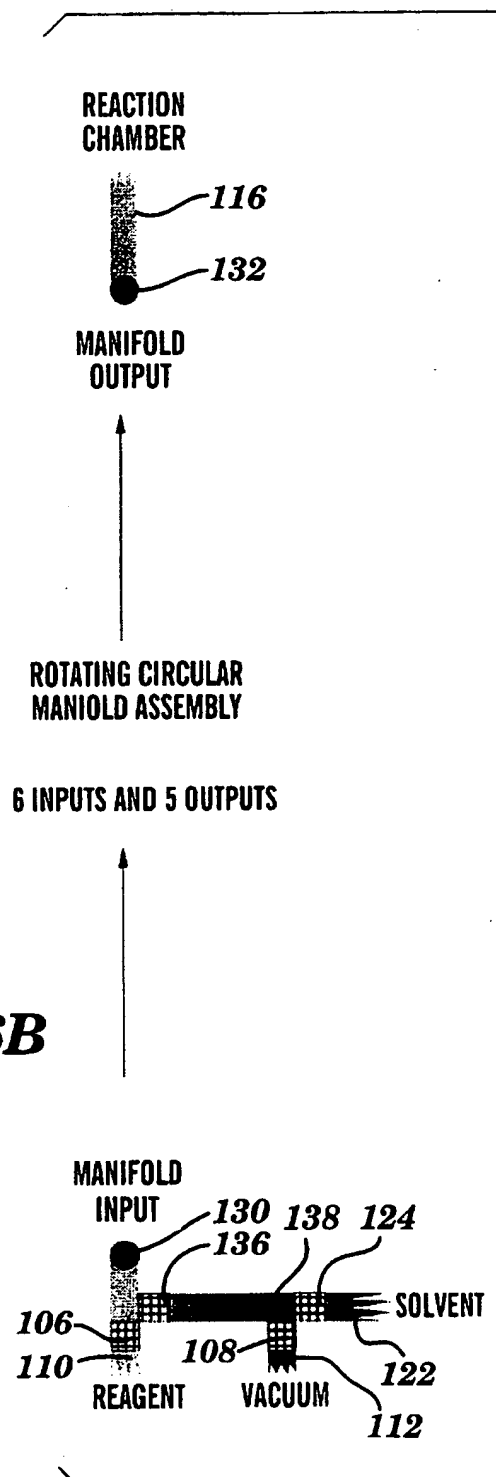 REACTION
CHAMBER
116
132
MANIFOLD
OUTPUT
ROTATING CIRCULAR
MANIOLD ASSEMBLY
6 INPUTS AND 5 OUTPUTS
6B
MANIFOLD
INPUT
130 138 124
136
SOLVENT
106
110 108 122
REAGENT VACUUM
112